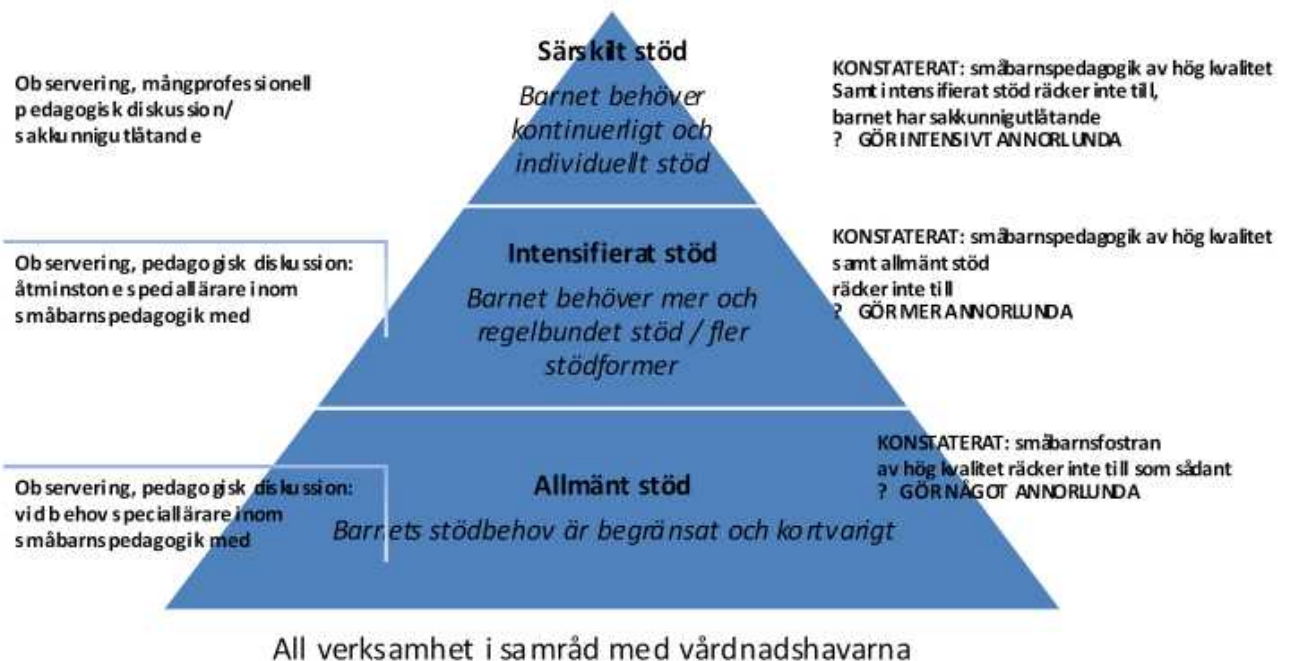 Särskilt stöd
Barnet behöver
kontinuerligt och
individuellt stöd
Observering, mångprofessionell
pedagogisk diskussion/
sakkunnigutlåtande
KONSTATERAT: småbarnspedagogik av hög kvalitet
Samt intensifierat stöd räcker inte till,
barnet har sakkunnigutlåtande
? GÖR INTENSIVT ANNORLUNDA
Intensifierat stöd
Barnet behöver mer och
regelbundet stöd / fler
stödformer
Observering, pedagogisk diskussion:
åtminstone speciallärare inom
småbarnspedagogik med
KONSTATERAT: småbarnspedagogik av hög kvalitet
samt allmänt stöd
räcker inte till
? GÖR MER ANNORLUNDA
Allmänt stöd
Barnets stödbehov är begränsat och kortvarigt
Observering, pedagogisk diskussion:
vid behov speciallärare inom
småbarnspedagogik med
KONSTATERAT: småbarnsfostran
av hög kvalitet räcker inte till som sådant
? GÖR NÅGOT ANNORLUNDA
All verksamhet i samråd med vårdnadshavarna